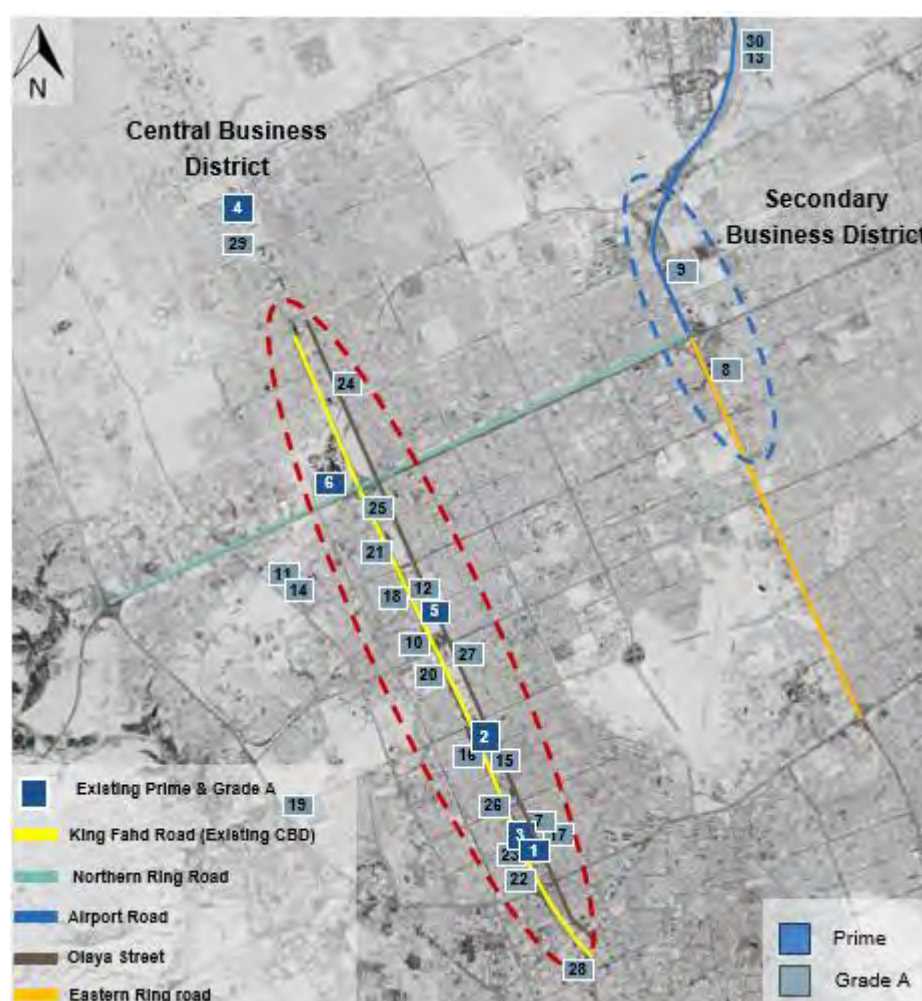 30
13
N
Central Business
District
4
29
Secondary
Business District
9
8
24
6
25
21
11
14
12
18
5
10
27
20
2
16
15
19
26
7
3
17
1
23
22
28
Existing Prime & Grade A
King Fahd Road (Existing CBD)
Northern Ring Road
Airport Road
Olaya Street
Eastern Ring road
Prime
Grade A